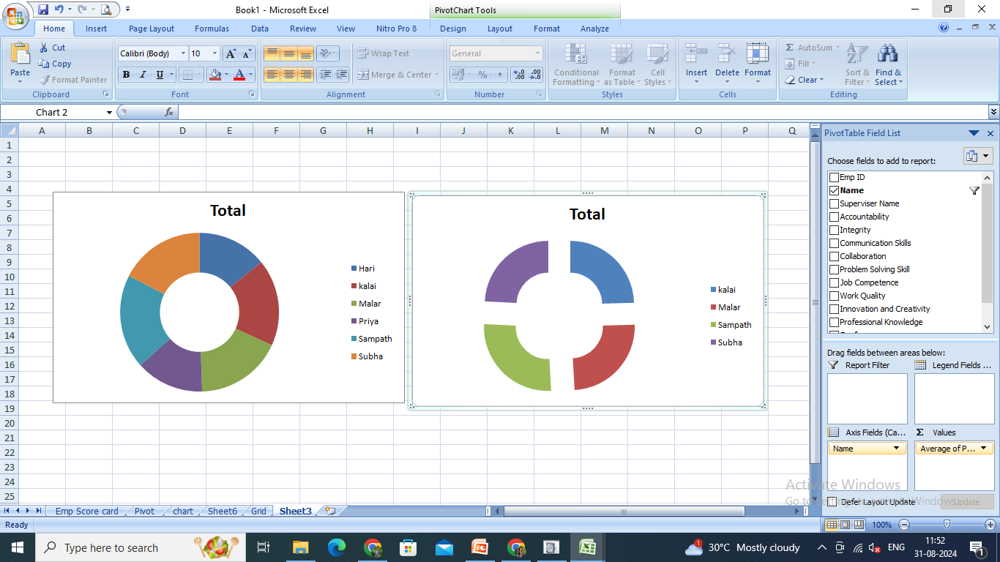 Book1 - Microsoft Excel PivotChart Tools
Home Insert Page Layout Formulas Data Review View Nitro Pro 8 Design Layout Format Analyze
Paste
Cut
Copy
Format Painter
Clipboard
Calibri (Body) 10
B I U
Font
Wrap Text
Merge & Center
Alignment
General
%
Number
Conditional Formatting
Format as Table
Cell Styles
Styles
Insert Delete Format
Cells
AutoSum
Fill
Clear
Sort & Filter
Find & Select
Editing
Chart 2 fx
A B C D E F G H I J K L M N O P Q
1
2
3
4
5
6
7
8
9
10
11
12
13
14
15
16
17
18
19
20
21
22
23
24
25
Total
Hari
kalai
Malar
Priya
Sampath
Subha
Total
kalai
Malar
Sampath
Subha
PivotTable Field List
Choose fields to add to report:
Emp ID
Name
Superviser Name
Accountability
Integrity
Communication Skills
Collaboration
Problem Solving Skill
Job Competence
Work Quality
Innovation and Creativity
Professional Knowledge
Drag fields between areas below:
Report Filter Legend Fields ...
Axis Fields (Ca... Σ Values
Name Average of P...
Activate Windows
Defer Layout Update Update
Emp Score card Pivot chart Sheet6 Grid Sheet3
Ready 100%
Type here to search
1 30°C Mostly cloudy ENG 11:52
31-08-2024 1